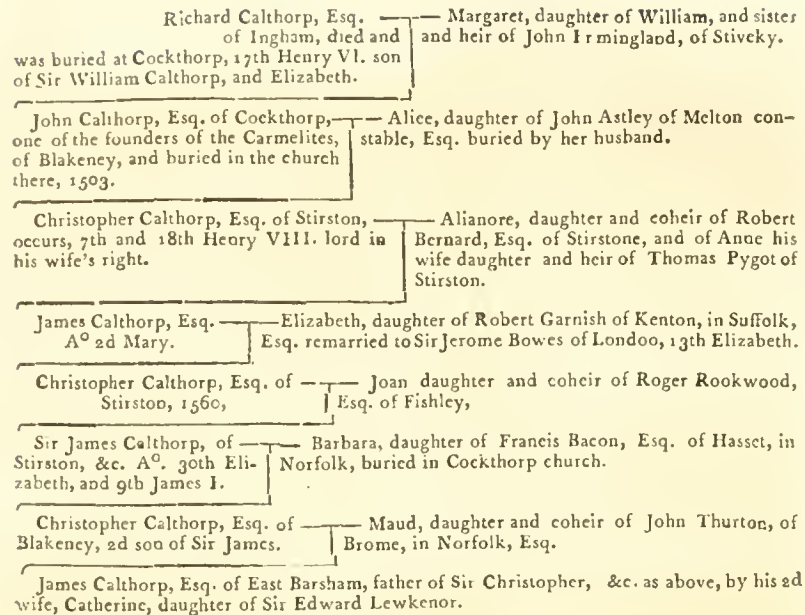 Richard Calthorp, Esq. — — Margaret, daughter of William, and sister
of Ingham, died and and heir of John Irmingland, of Stiveky.
was buried at Cockthorp, 17th Henry VI. son
of Sir William Calthorp, and Elizabeth.
John Calthorp, Esq. of Cockthorp, — — Alice, daughter of John Astley of Melton con-
one of the founders of the Carmelites, stable, Esq. buried by her husband.
of Blakeney, and buried in the church
there, 1503.
Christopher Calthorp, Esq. of Stirston, — — Alianore, daughter and coheir of Robert
occurs, 7th and 18th Henry VIII. lord in Bernard, Esq. of Stirstone, and of Anne his
his wife's right. wife daughter and heir of Thomas Pygot of
Stirston.
James Calthorp, Esq. — — Elizabeth, daughter of Robert Garnish of Kenton, in Suffolk,
A° 2d Mary. Esq. remarried to Sir Jerome Bowes of London, 13th Elizabeth.
Christopher Calthorp, Esq. of — — Joan daughter and coheir of Roger Rookwood,
Stirston, 1560, Esq. of Fishley,
Sir James Calthorp, of — — Barbara, daughter of Francis Bacon, Esq. of Hasset, in
Stirston, &c. A°. 30th Eli- Norfolk, buried in Cockthorp church.
zabeth, and 9th James I.
Christopher Calthorp, Esq. of — — Maud, daughter and coheir of John Thurton, of
Blakeney, 2d son of Sir James. Brome, in Norfolk, Esq.
James Calthorp, Esq. of East Barsham, father of Sir Christopher, &c. as above, by his 2d
wife, Catherine, daughter of Sir Edward Lewkenor.